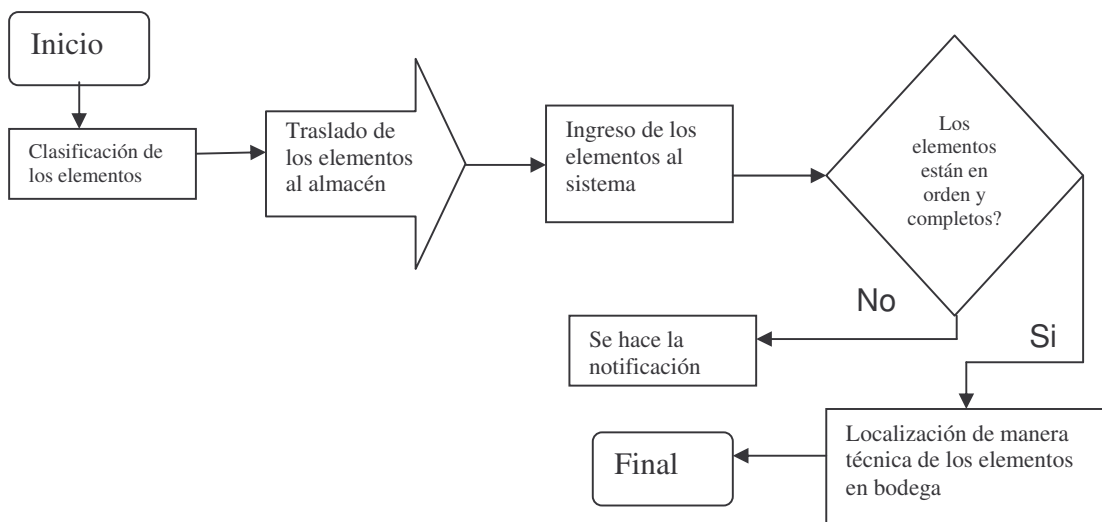 Inicio
Clasificación de
los elementos
Traslado de
los elementos
al almacén
Ingreso de los
elementos al
sistema
Los
elementos
están en
orden y
completos?
No
Si
Se hace la
notificación
Localización de manera
técnica de los elementos
en bodega
Final